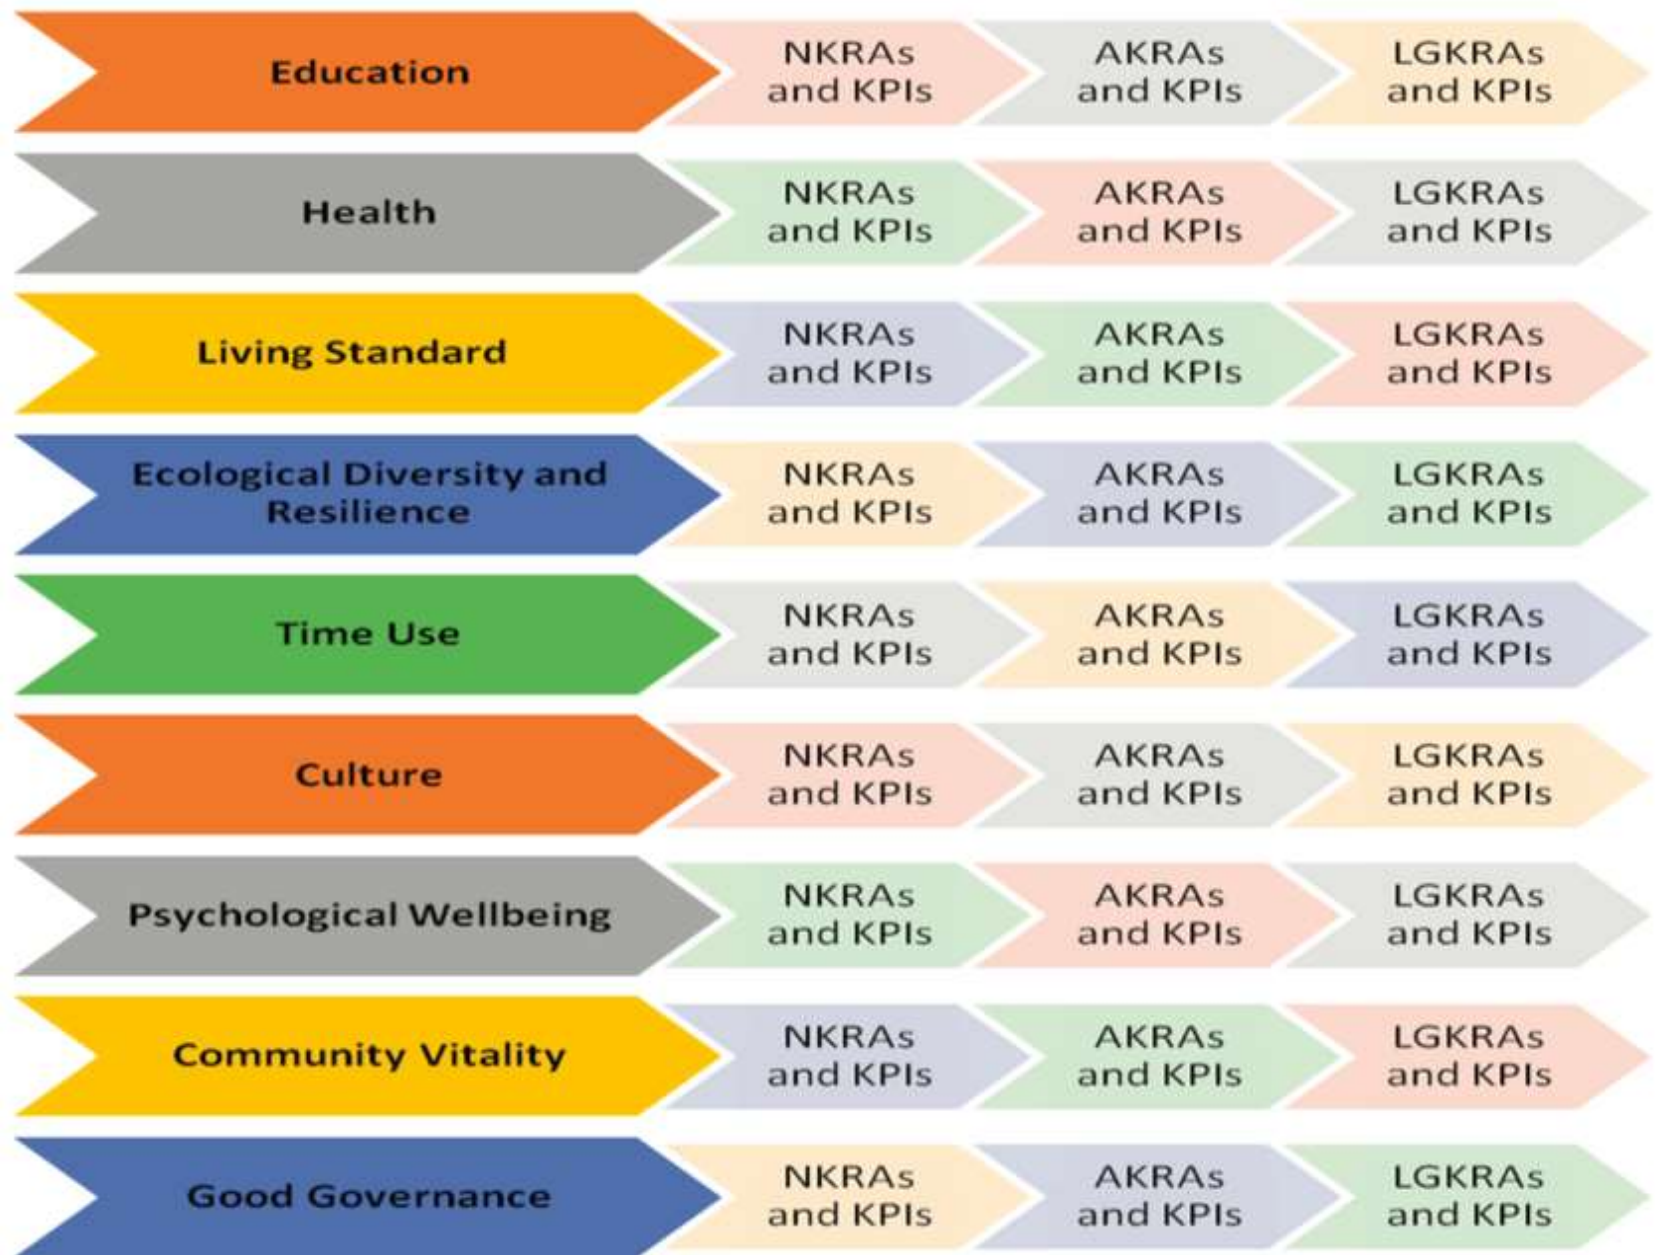 Education
NKRAs
and KPIs
AKRAs
and KPIs
LGKRAs
and KPIs
Health
NKRAs
and KPIs
AKRAs
and KPIs
LGKRAs
and KPIs
Living Standard
NKRAs
and KPIs
AKRAs
and KPIs
LGKRAs
and KPIs
Ecological Diversity and
Resilience
NKRAs
and KPIs
AKRAs
and KPIs
LGKRAs
and KPIs
Time Use
NKRAs
and KPIs
AKRAs
and KPIs
LGKRAs
and KPIs
Culture
NKRAs
and KPIs
AKRAs
and KPIs
LGKRAs
and KPIs
Psychological Wellbeing
NKRAs
and KPIs
AKRAs
and KPIs
LGKRAs
and KPIs
Community Vitality
NKRAs
and KPIs
AKRAs
and KPIs
LGKRAs
and KPIs
Good Governance
NKRAs
and KPIs
AKRAs
and KPIs
LGKRAs
and KPIs